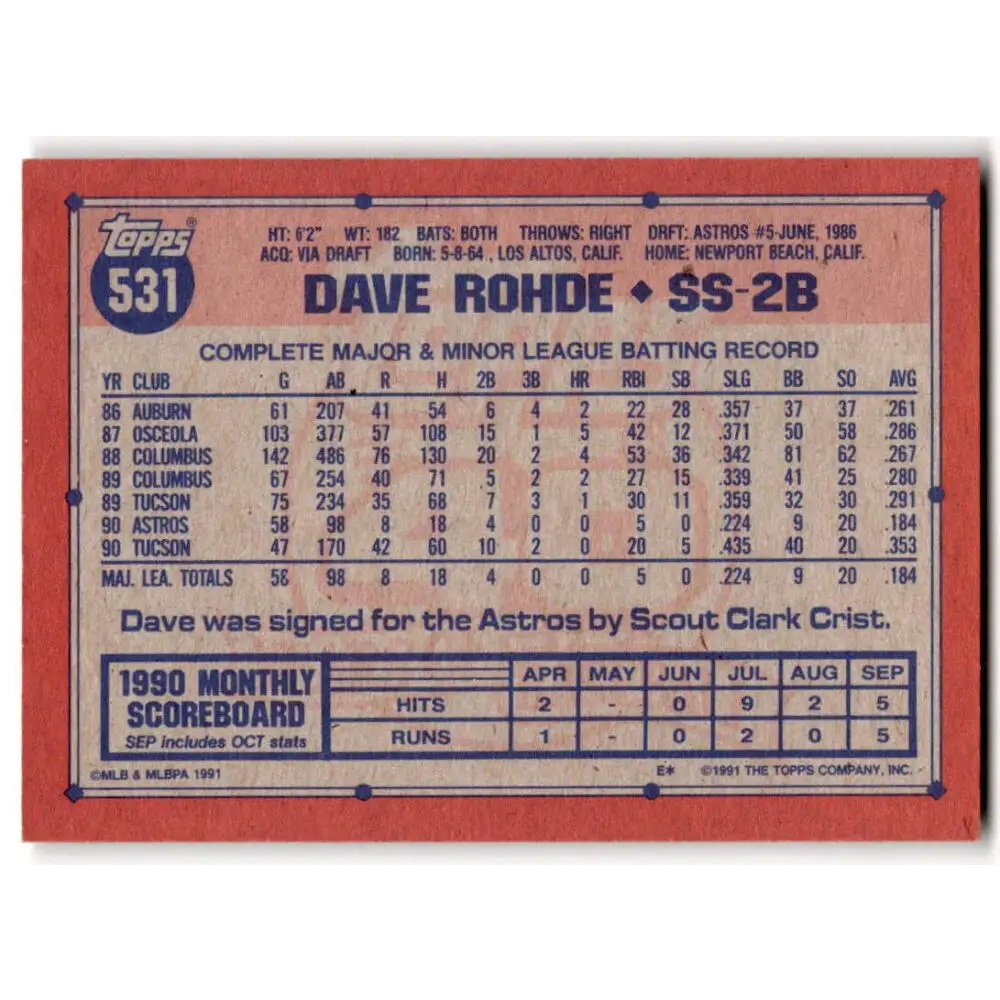 topps®
531
HT: 6'2" WT: 182 BATS: BOTH THROWS: RIGHT DRFT: ASTROS #5-JUNE, 1986
ACQ: VIA DRAFT BORN: 5-8-64, LOS ALTOS, CALIF. HOME: NEWPORT BEACH, CALIF.
DAVE ROHDE ♦ SS-2B
COMPLETE MAJOR & MINOR LEAGUE BATTING RECORD
YR CLUB G AB R H 2B 3B HR RBI SB SLG BB SO AVG
86 AUBURN 61 207 41 54 6 4 2 22 28 .357 37 37 .261
87 OSCEOLA 103 377 57 108 15 1 5 42 12 .371 50 58 .286
88 COLUMBUS 142 486 76 130 20 2 4 53 36 .342 81 62 .267
89 COLUMBUS 67 254 40 71 5 2 2 27 15 .339 41 25 .280
89 TUCSON 75 234 35 68 7 3 1 30 11 .359 32 30 .291
90 ASTROS 58 98 8 18 4 0 0 5 0 .224 9 20 .184
90 TUCSON 47 170 42 60 10 2 0 20 5 .435 40 20 .353
MAJ. LEA. TOTALS 58 98 8 18 4 0 0 5 0 .224 9 20 .184
Dave was signed for the Astros by Scout Clark Crist.
1990 MONTHLY
SCOREBOARD
SEP includes OCT stats
APR MAY JUN JUL AUG SEP
HITS 2 - 0 9 2 5
RUNS 1 - 0 2 0 5
©MLB & MLBPA 1991 E* ©1991 THE TOPPS COMPANY, INC.